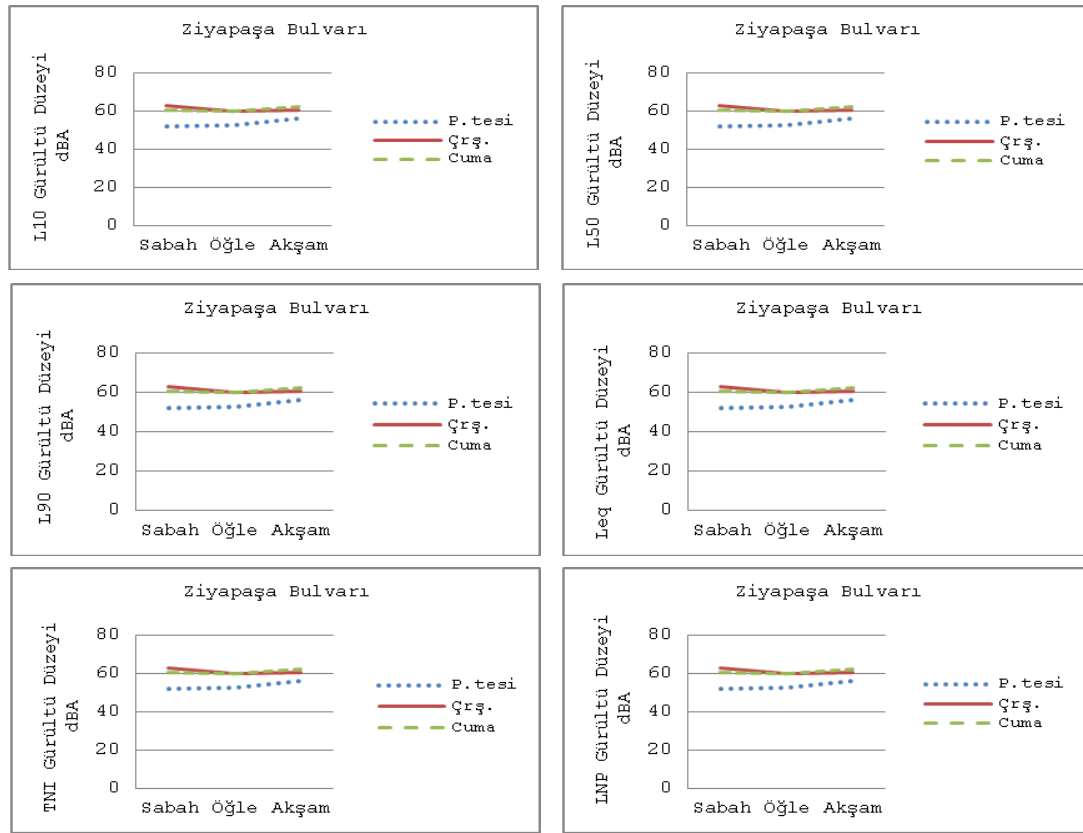 Ziyapaşa Bulvarı
L10 Gürültü Düzeyi
dBA
80
60
40
20
0
Sabah Öğle Akşam
P.tesi
Çrş.
Cuma
Ziyapaşa Bulvarı
L50 Gürültü Düzeyi
dBA
80
60
40
20
0
Sabah Öğle Akşam
P.tesi
Çrş.
Cuma
Ziyapaşa Bulvarı
L90 Gürültü Düzeyi
dBA
80
60
40
20
0
Sabah Öğle Akşam
P.tesi
Çrş.
Cuma
Ziyapaşa Bulvarı
Leq Gürültü Düzeyi
dBA
80
60
40
20
0
Sabah Öğle Akşam
P.tesi
Çrş.
Cuma
Ziyapaşa Bulvarı
TNI Gürültü Düzeyi
dBA
80
60
40
20
0
Sabah Öğle Akşam
P.tesi
Çrş.
Cuma
Ziyapaşa Bulvarı
LNP Gürültü Düzeyi
dBA
80
60
40
20
0
Sabah Öğle Akşam
P.tesi
Çrş.
Cuma